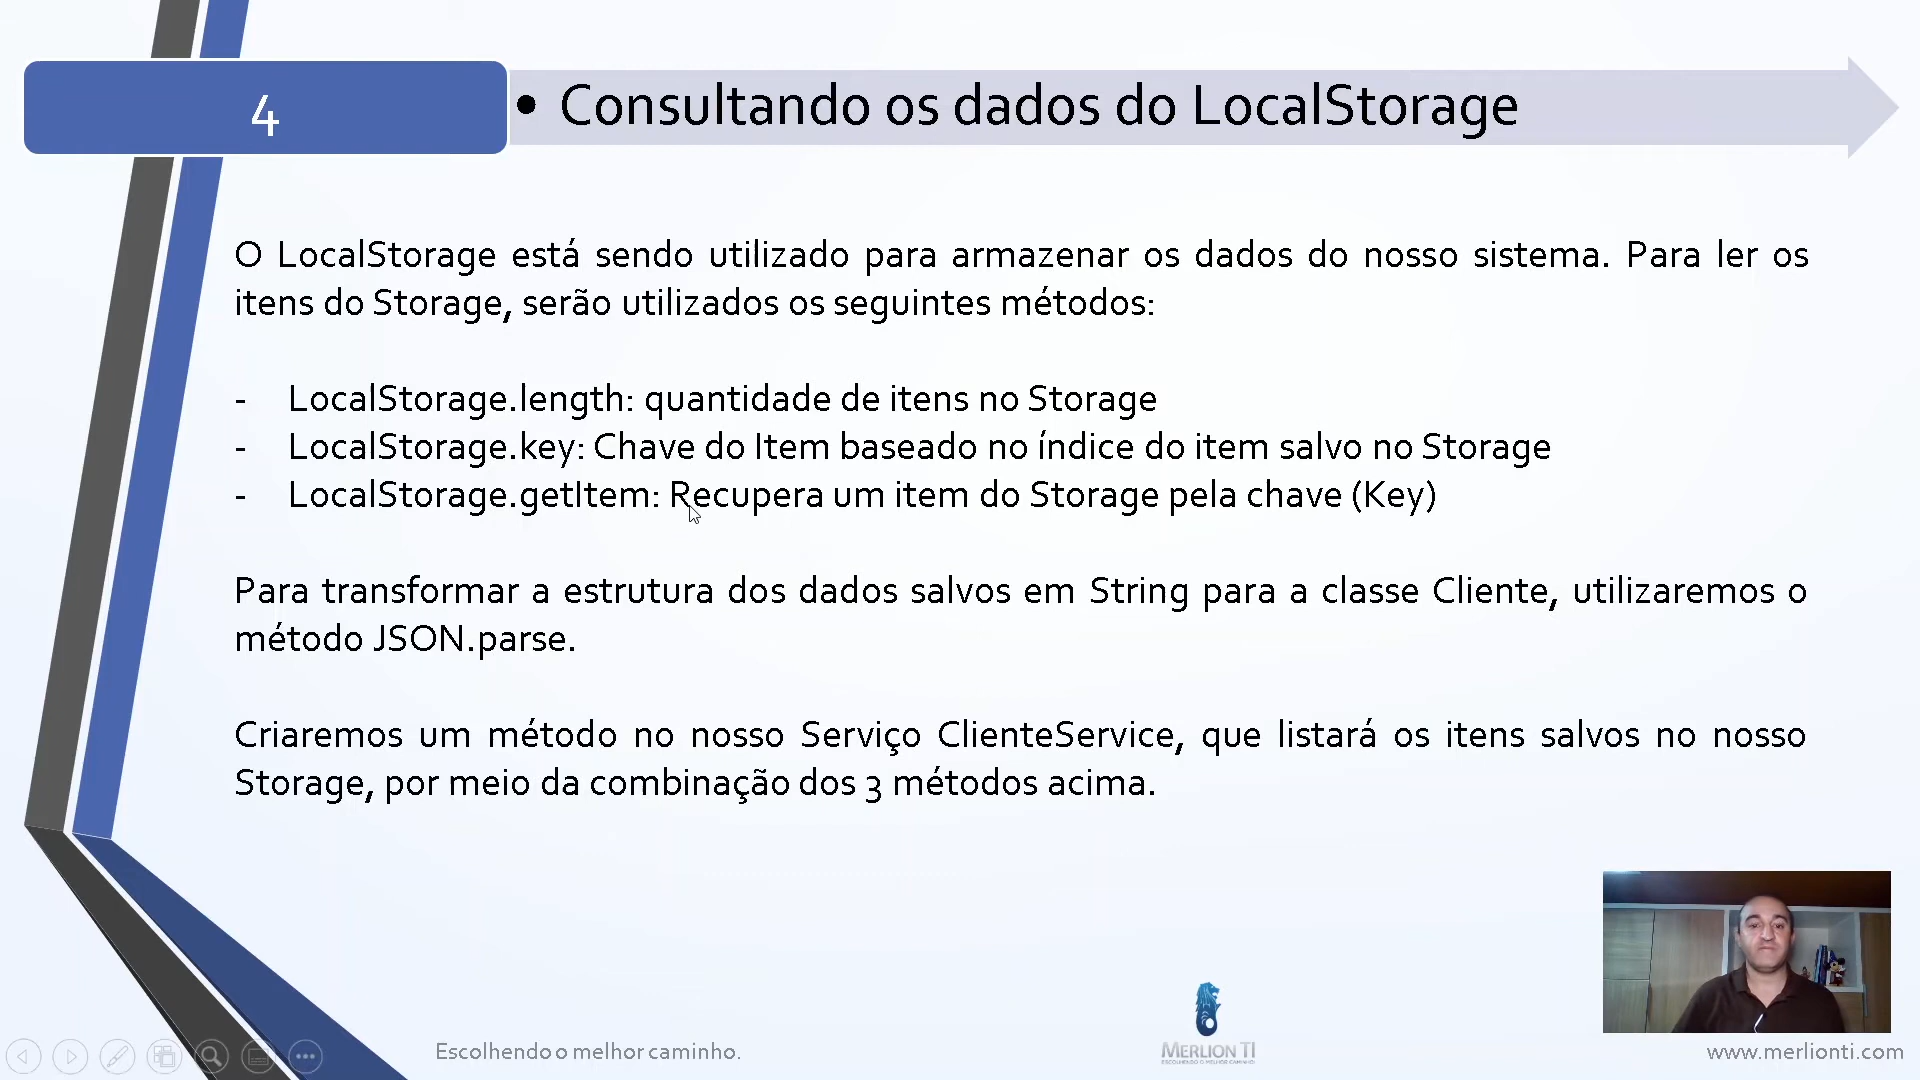 4
• Consultando os dados do LocalStorage
O LocalStorage está sendo utilizado para armazenar os dados do nosso sistema. Para ler os
itens do Storage, serão utilizados os seguintes métodos:
- LocalStorage.length: quantidade de itens no Storage
- LocalStorage.key: Chave do Item baseado no índice do item salvo no Storage
- LocalStorage.getItem: Recupera um item do Storage pela chave (Key)
Para transformar a estrutura dos dados salvos em String para a classe Cliente, utilizaremos o
método JSON.parse.
Criaremos um método no nosso Serviço ClienteService, que listará os itens salvos no nosso
Storage, por meio da combinação dos 3 métodos acima.
Escolhendo o melhor caminho.
MERLION TI
ESCOLHENDO O MELHOR CAMINHO
www.merlionti.com